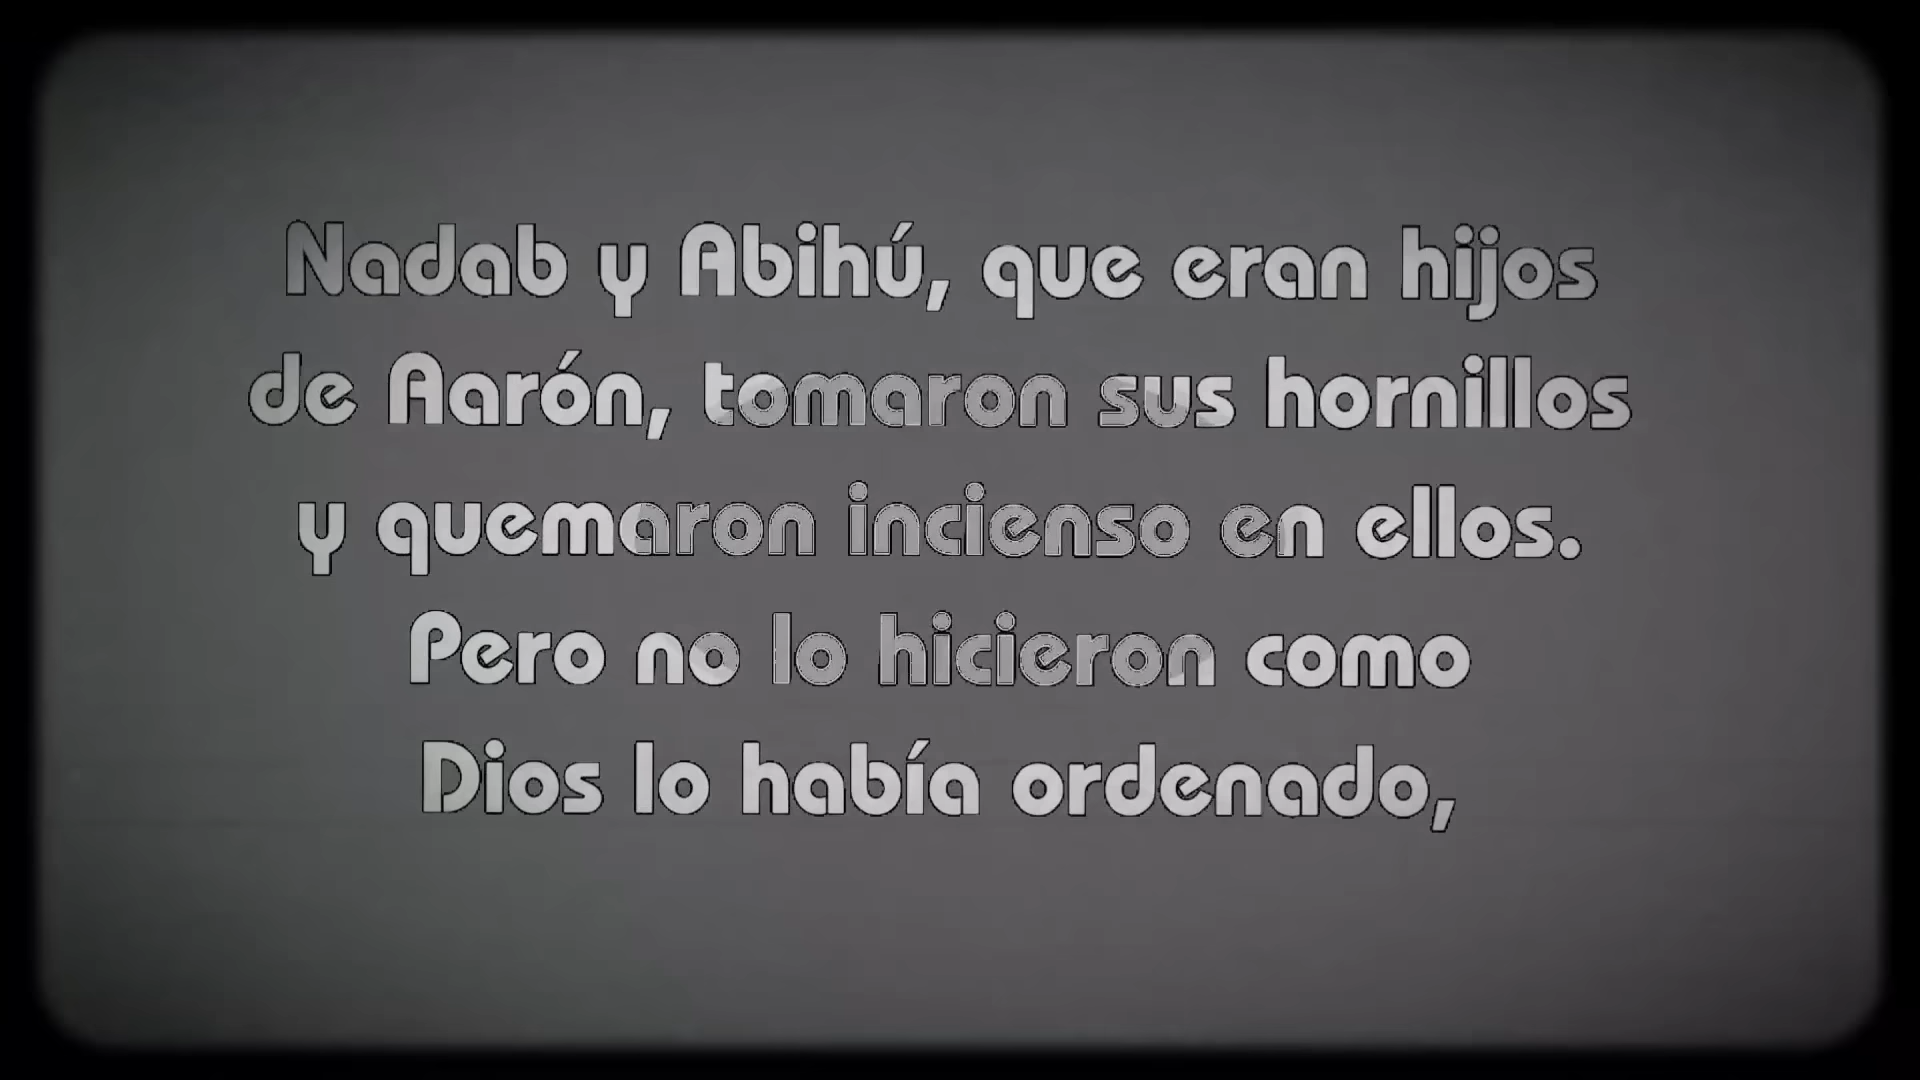 Nadab y Abihú, que eran hijos
de Aarón, tomaron sus hornillos
y quemaron incienso en ellos.
Pero no lo hicieron como
Dios lo había ordenado,